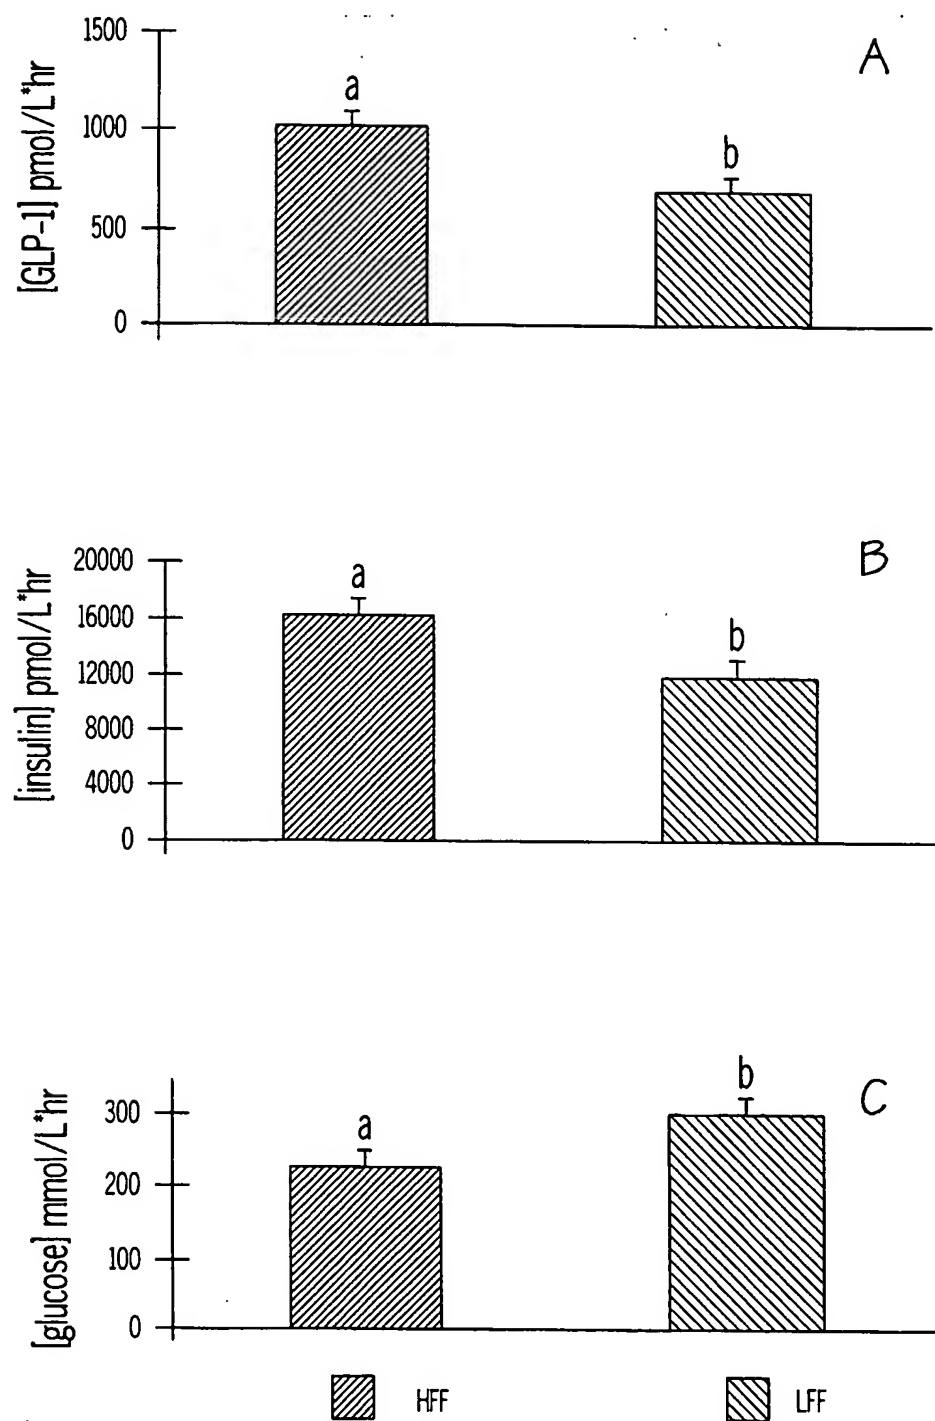 A
[GLP-1] pmol/L*hr
1500
1000
500
0
a
b
B
[insulin] pmol/L*hr
20000
16000
12000
8000
4000
0
a
b
C
[glucose] mmol/L*hr
300
200
100
0
a
b
HFF
LFF